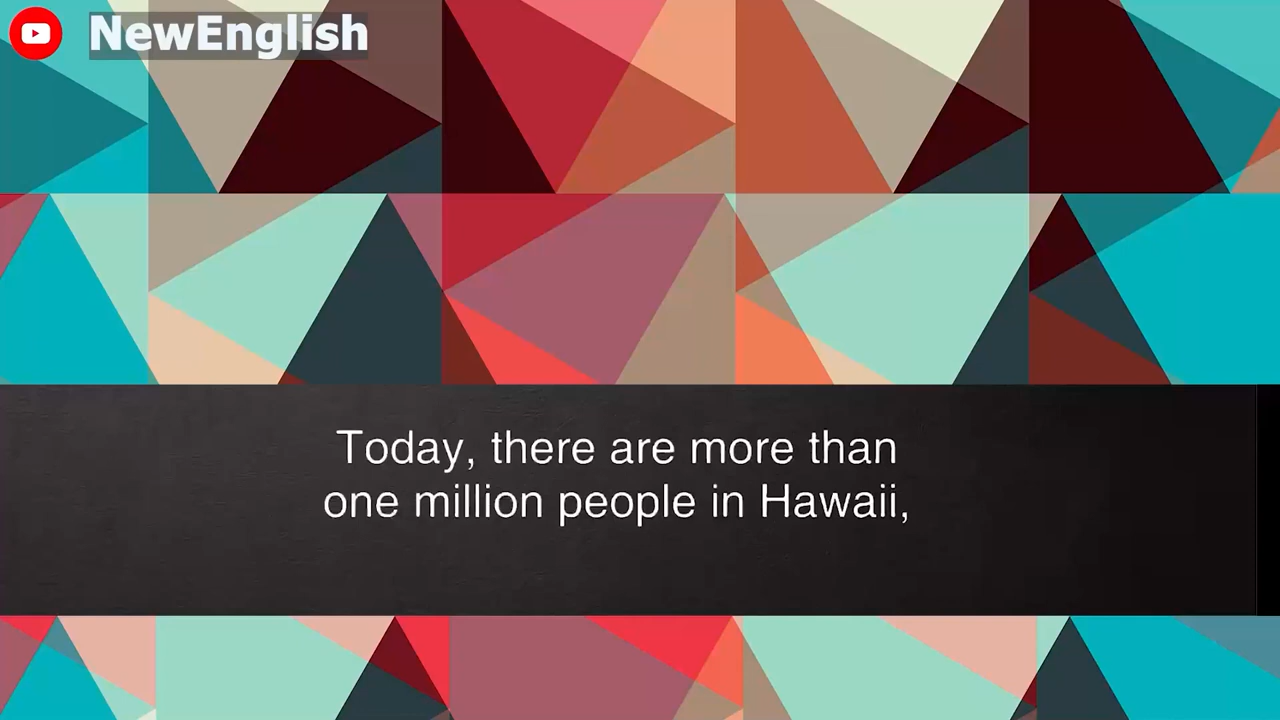 NewEnglish
Today, there are more than
one million people in Hawaii,